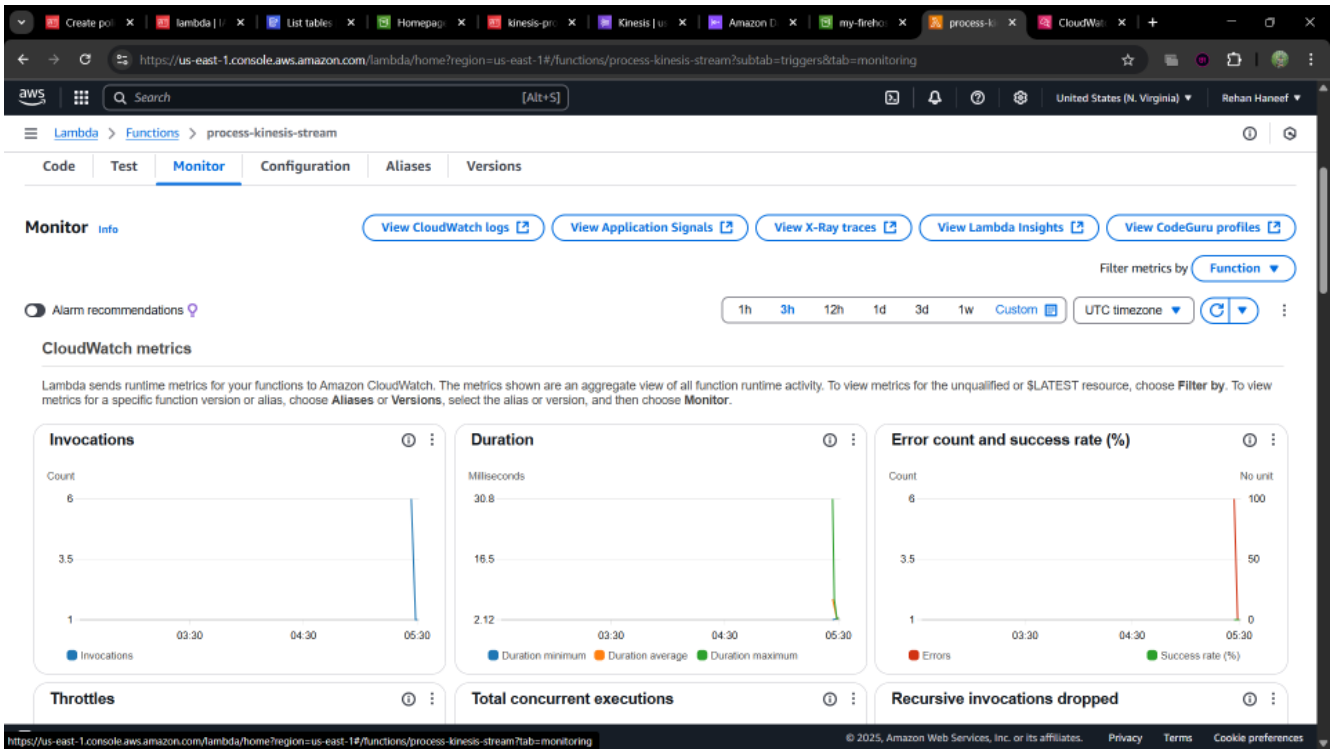 Create pol
lambda | I/
List tables
Homepage
kinesis-pro
Kinesis | us
Amazon D
my-fireho
process-ki
CloudWat
https://us-east-1.console.aws.amazon.com/lambda/home?region=us-east-1#/functions/process-kinesis-stream?subtab=triggers&tab=monitoring
aws
Search
[Alt+S]
United States (N. Virginia)
Rehan Haneef
Lambda > Functions > process-kinesis-stream
Code Test Monitor Configuration Aliases Versions
Monitor Info
View CloudWatch logs
View Application Signals
View X-Ray traces
View Lambda Insights
View CodeGuru profiles
Filter metrics by Function
Alarm recommendations
1h 3h 12h 1d 3d 1w Custom
UTC timezone
CloudWatch metrics
Lambda sends runtime metrics for your functions to Amazon CloudWatch. The metrics shown are an aggregate view of all function runtime activity. To view metrics for the unqualified or $LATEST resource, choose Filter by. To view
metrics for a specific function version or alias, choose Aliases or Versions, select the alias or version, and then choose Monitor.
Invocations
Count
6
3.5
1
03:30 04:30 05:30
Invocations
Duration
Milliseconds
30.8
16.5
2.12
03:30 04:30 05:30
Duration minimum Duration average Duration maximum
Error count and success rate (%)
Count No unit
6 100
3.5 50
1 0
03:30 04:30 05:30
Errors Success rate (%)
Throttles
Total concurrent executions
Recursive invocations dropped
https://us-east-1.console.aws.amazon.com/lambda/home?region=us-east-1#/functions/process-kinesis-stream?tab=monitoring
© 2025, Amazon Web Services, Inc. or its affiliates. Privacy Terms Cookie preferences